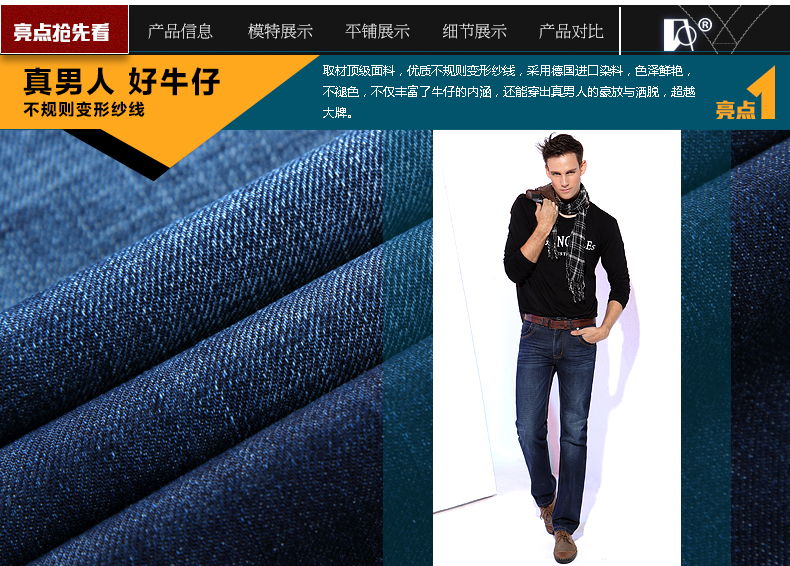 亮点抢先看
产品信息 模特展示 平铺展示 细节展示 产品对比
®
真男人 好牛仔
不规则变形纱线
取材顶级面料，优质不规则变形纱线，采用德国进口染料，色泽鲜艳，
不褪色，不仅丰富了牛仔的内涵，还能穿出真男人的豪放与洒脱，超越
大牌。
亮点1